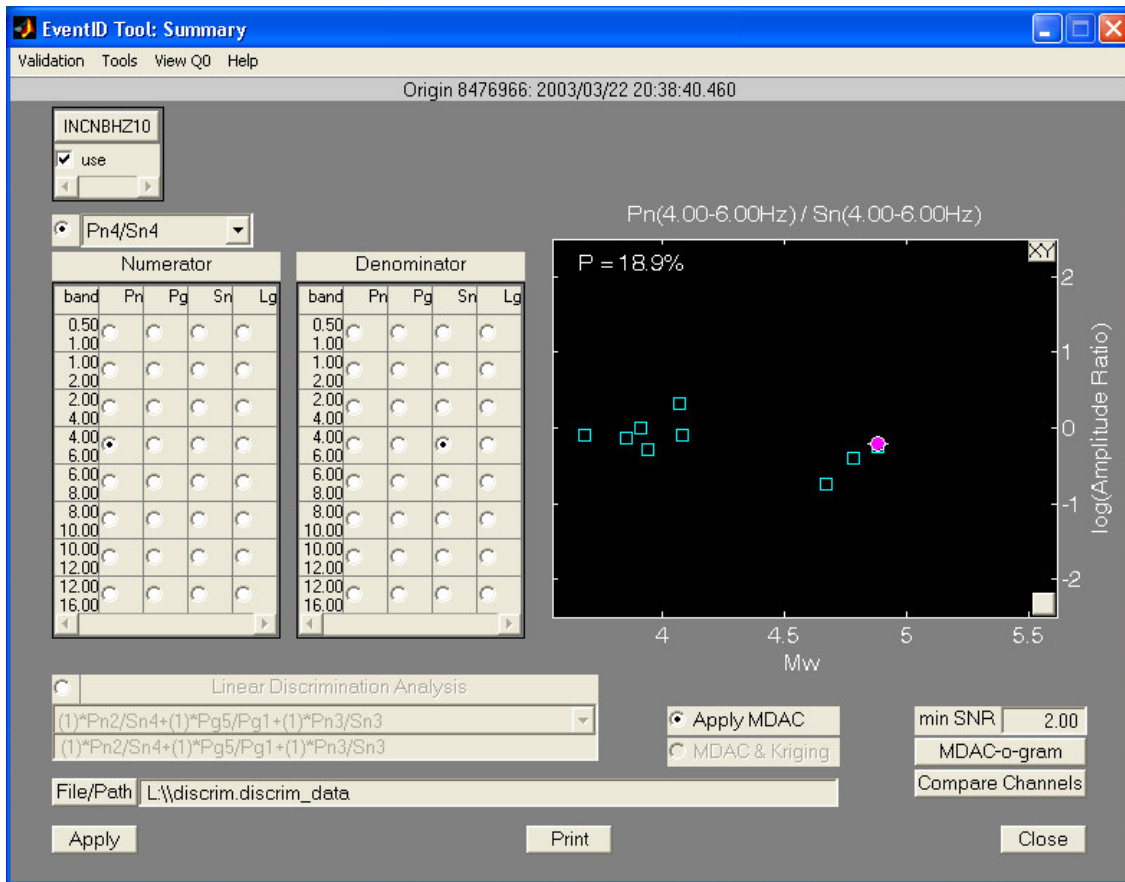 EventID Tool: Summary
Validation Tools View Q0 Help
Origin 8476966: 2003/03/22 20:38:40.460
INCNBHZ10
use
Pn4/Sn4
Numerator
band Pn Pg Sn Lg
0.50
1.00
1.00
2.00
2.00
4.00
4.00
6.00
6.00
8.00
8.00
10.00
10.00
12.00
12.00
16.00
Denominator
band Pn Pg Sn Lg
0.50
1.00
1.00
2.00
2.00
4.00
4.00
6.00
6.00
8.00
8.00
10.00
10.00
12.00
12.00
16.00
Pn(4.00-6.00Hz) / Sn(4.00-6.00Hz)
P = 18.9%
XY
2
1
0
-1
-2
log(Amplitude Ratio)
4 4.5 5 5.5
Mw
Linear Discrimination Analysis
(1)*Pn2/Sn4+(1)*Pg5/Pg1+(1)*Pn3/Sn3
(1)*Pn2/Sn4+(1)*Pg5/Pg1+(1)*Pn3/Sn3
Apply MDAC
MDAC & Kriging
min SNR 2.00
MDAC-o-gram
Compare Channels
File/Path L:\\discrim.discrim_data
Apply Print Close